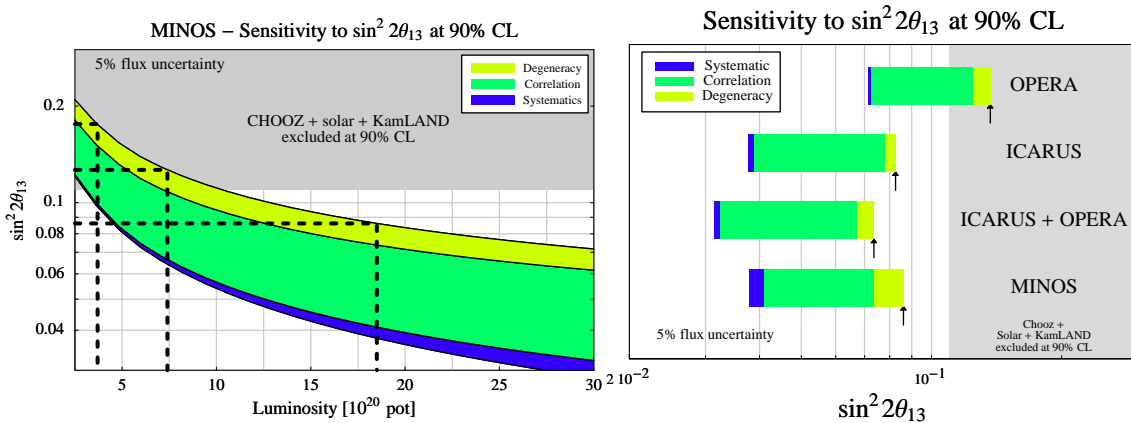 MINOS – Sensitivity to sin² 2θ₁₃ at 90% CL
5% flux uncertainty
Degeneracy
Correlation
Systematics
CHOOZ + solar + KamLAND
excluded at 90% CL
sin² 2θ₁₃
0.2
0.1
0.08
0.06
0.04
5 10 15 20 25 30
Luminosity [10²⁰ pot]
Sensitivity to sin² 2θ₁₃ at 90% CL
Systematic
Correlation
Degeneracy
OPERA
ICARUS
ICARUS + OPERA
MINOS
5% flux uncertainty
Chooz +
Solar + KamLAND
excluded at 90% CL
2 10⁻² 10⁻¹
sin² 2θ₁₃